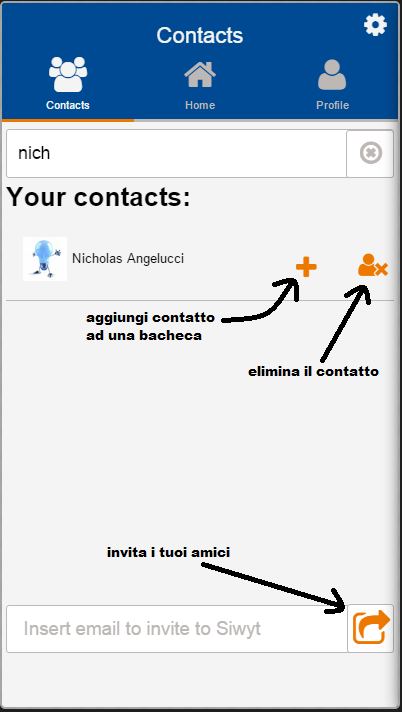 Contacts
Contacts
Home
Profile
nich
Your contacts:
Nicholas Angelucci
aggiungi contatto
ad una bacheca
elimina il contatto
invita i tuoi amici
Insert email to invite to Siwyt